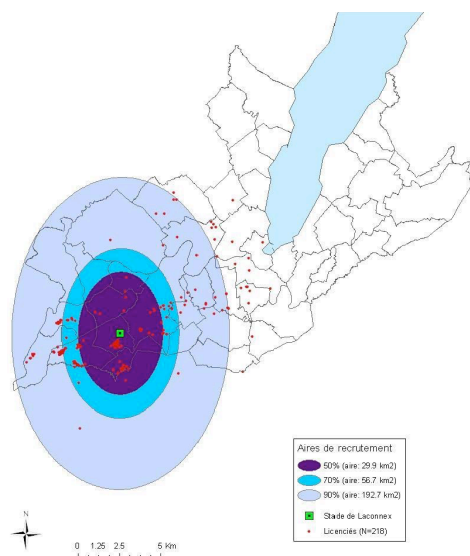 Aires de recrutement
50% (aire: 29.9 km2)
70% (aire: 56.7 km2)
90% (aire: 192.7 km2)
Stade de Laconnex
Licenciés (N=218)
N
0 1.25 2.5 5 Km